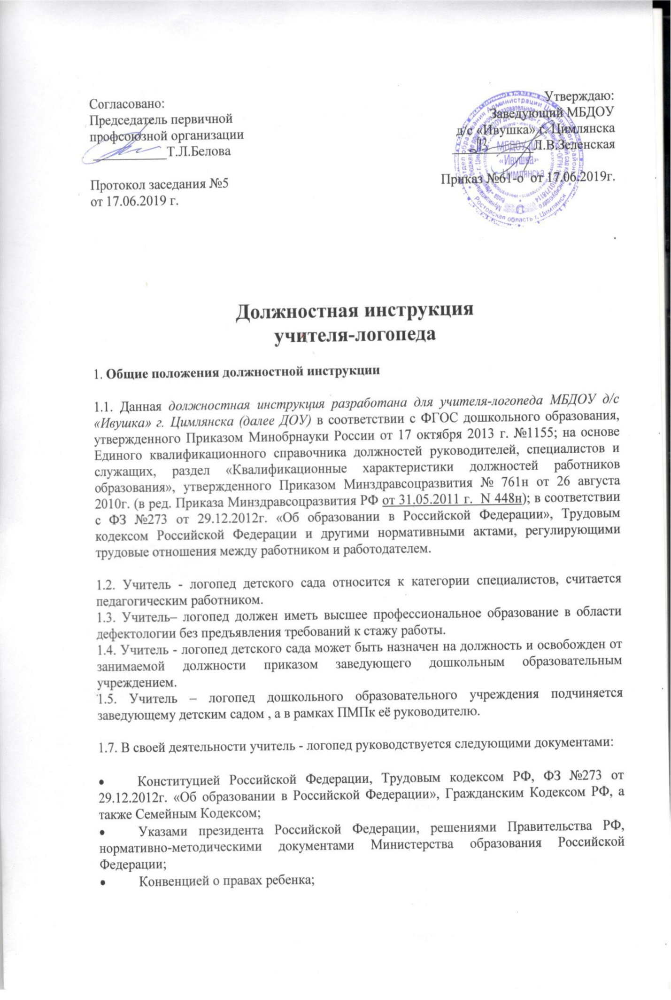 Согласовано:
Председатель первичной
профсоюзной организации
Т.Л.Белова
Протокол заседания №5
от 17.06.2019 г.
Утверждаю:
Заведующий МБДОУ
д/с «Ивушка» г. Цимлянска
Л.В.Зеленская
Приказ №61-о от 17.06.2019г.
МБДОУ д/с
«Ивушка»
г. Цимлянска
Ростовская область г. Цимлянск
Должностная инструкция
учителя-логопеда
1. Общие положения должностной инструкции
1.1. Данная должностная инструкция разработана для учителя-логопеда МБДОУ д/с
«Ивушка» г. Цимлянска (далее ДОУ) в соответствии с ФГОС дошкольного образования,
утвержденного Приказом Минобрнауки России от 17 октября 2013 г. №1155; на основе
Единого квалификационного справочника должностей руководителей, специалистов и
служащих, раздел «Квалификационные характеристики должностей работников
образования», утвержденного Приказом Минздравсоцразвития № 761н от 26 августа
2010г. (в ред. Приказа Минздравсоцразвития РФ от 31.05.2011 г. N 448н); в соответствии
с ФЗ №273 от 29.12.2012г. «Об образовании в Российской Федерации», Трудовым
кодексом Российской Федерации и другими нормативными актами, регулирующими
трудовые отношения между работником и работодателем.
1.2. Учитель - логопед детского сада относится к категории специалистов, считается
педагогическим работником.
1.3. Учитель– логопед должен иметь высшее профессиональное образование в области
дефектологии без предъявления требований к стажу работы.
1.4. Учитель - логопед детского сада может быть назначен на должность и освобожден от
занимаемой должности приказом заведующего дошкольным образовательным
учреждением.
1.5. Учитель – логопед дошкольного образовательного учреждения подчиняется
заведующему детским садом , а в рамках ПМПк её руководителю.
1.7. В своей деятельности учитель - логопед руководствуется следующими документами:
• Конституцией Российской Федерации, Трудовым кодексом РФ, ФЗ №273 от
29.12.2012г. «Об образовании в Российской Федерации», Гражданским Кодексом РФ, а
также Семейным Кодексом;
• Указами президента Российской Федерации, решениями Правительства РФ,
нормативно-методическими документами Министерства образования Российской
Федерации;
• Конвенцией о правах ребенка;